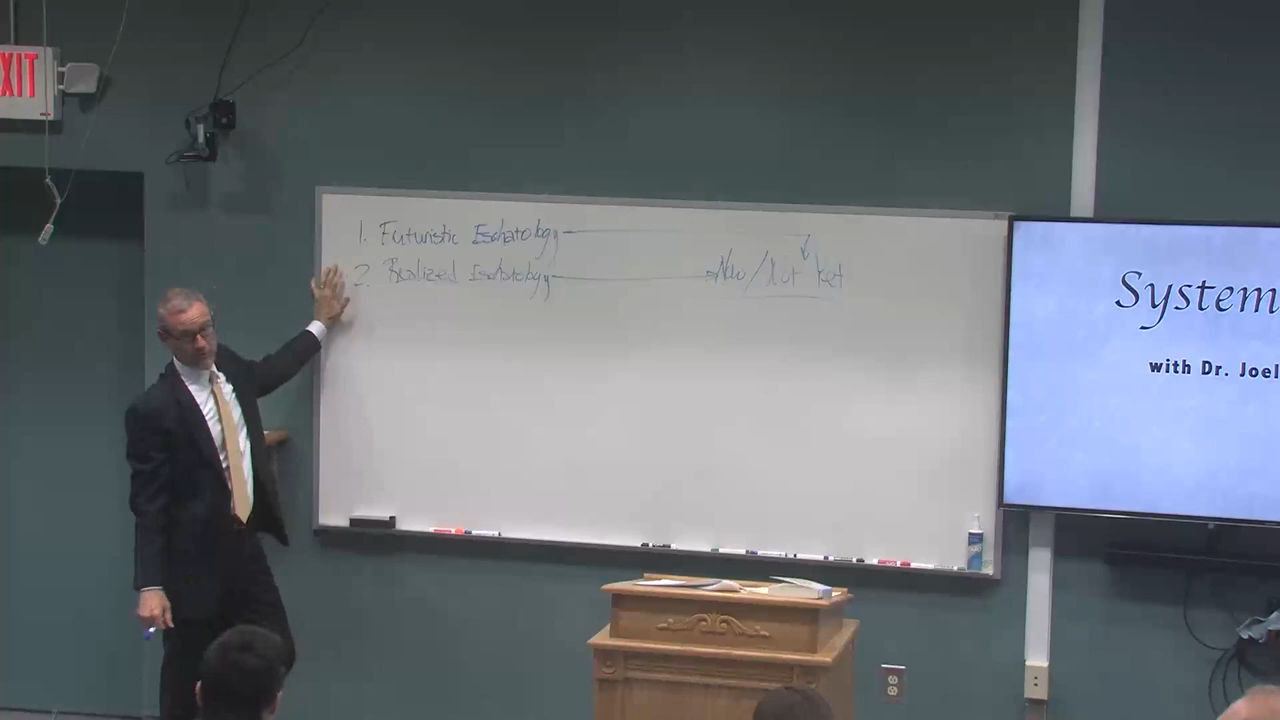 EXIT
1. Futuristic Eschatology
2. Realized Eschatology Now/Not Yet
System
with Dr. Joel